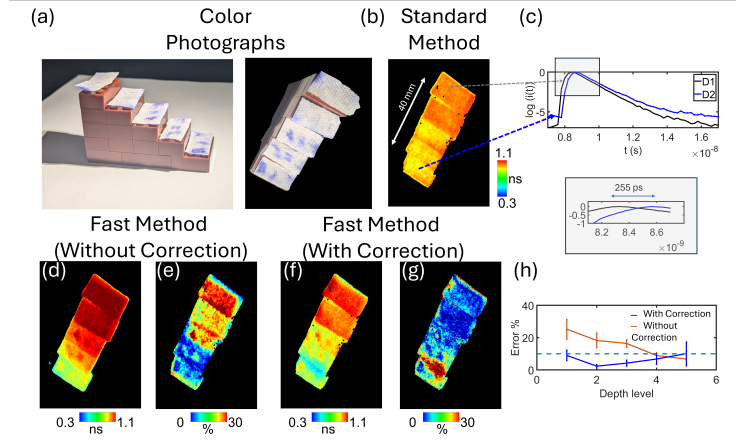 (a)
Color
Photographs
(b)
Standard
Method
(c)
40 mm
1.1
ns
0.3
log (i(t))
0
-5
D1
D2
0.8
1
1.2
1.4
1.6
t (s)
×10⁻⁸
255 ps
0
-0.5
-1
8.2
8.4
8.6
×10⁻⁹
Fast Method
(Without Correction)
Fast Method
(With Correction)
(d)
(e)
(f)
(g)
(h)
0.3
1.1
ns
0
30
%
0.3
1.1
ns
0
30
%
Error %
40
20
0
With Correction
Without
Correction
0
2
4
6
Depth level